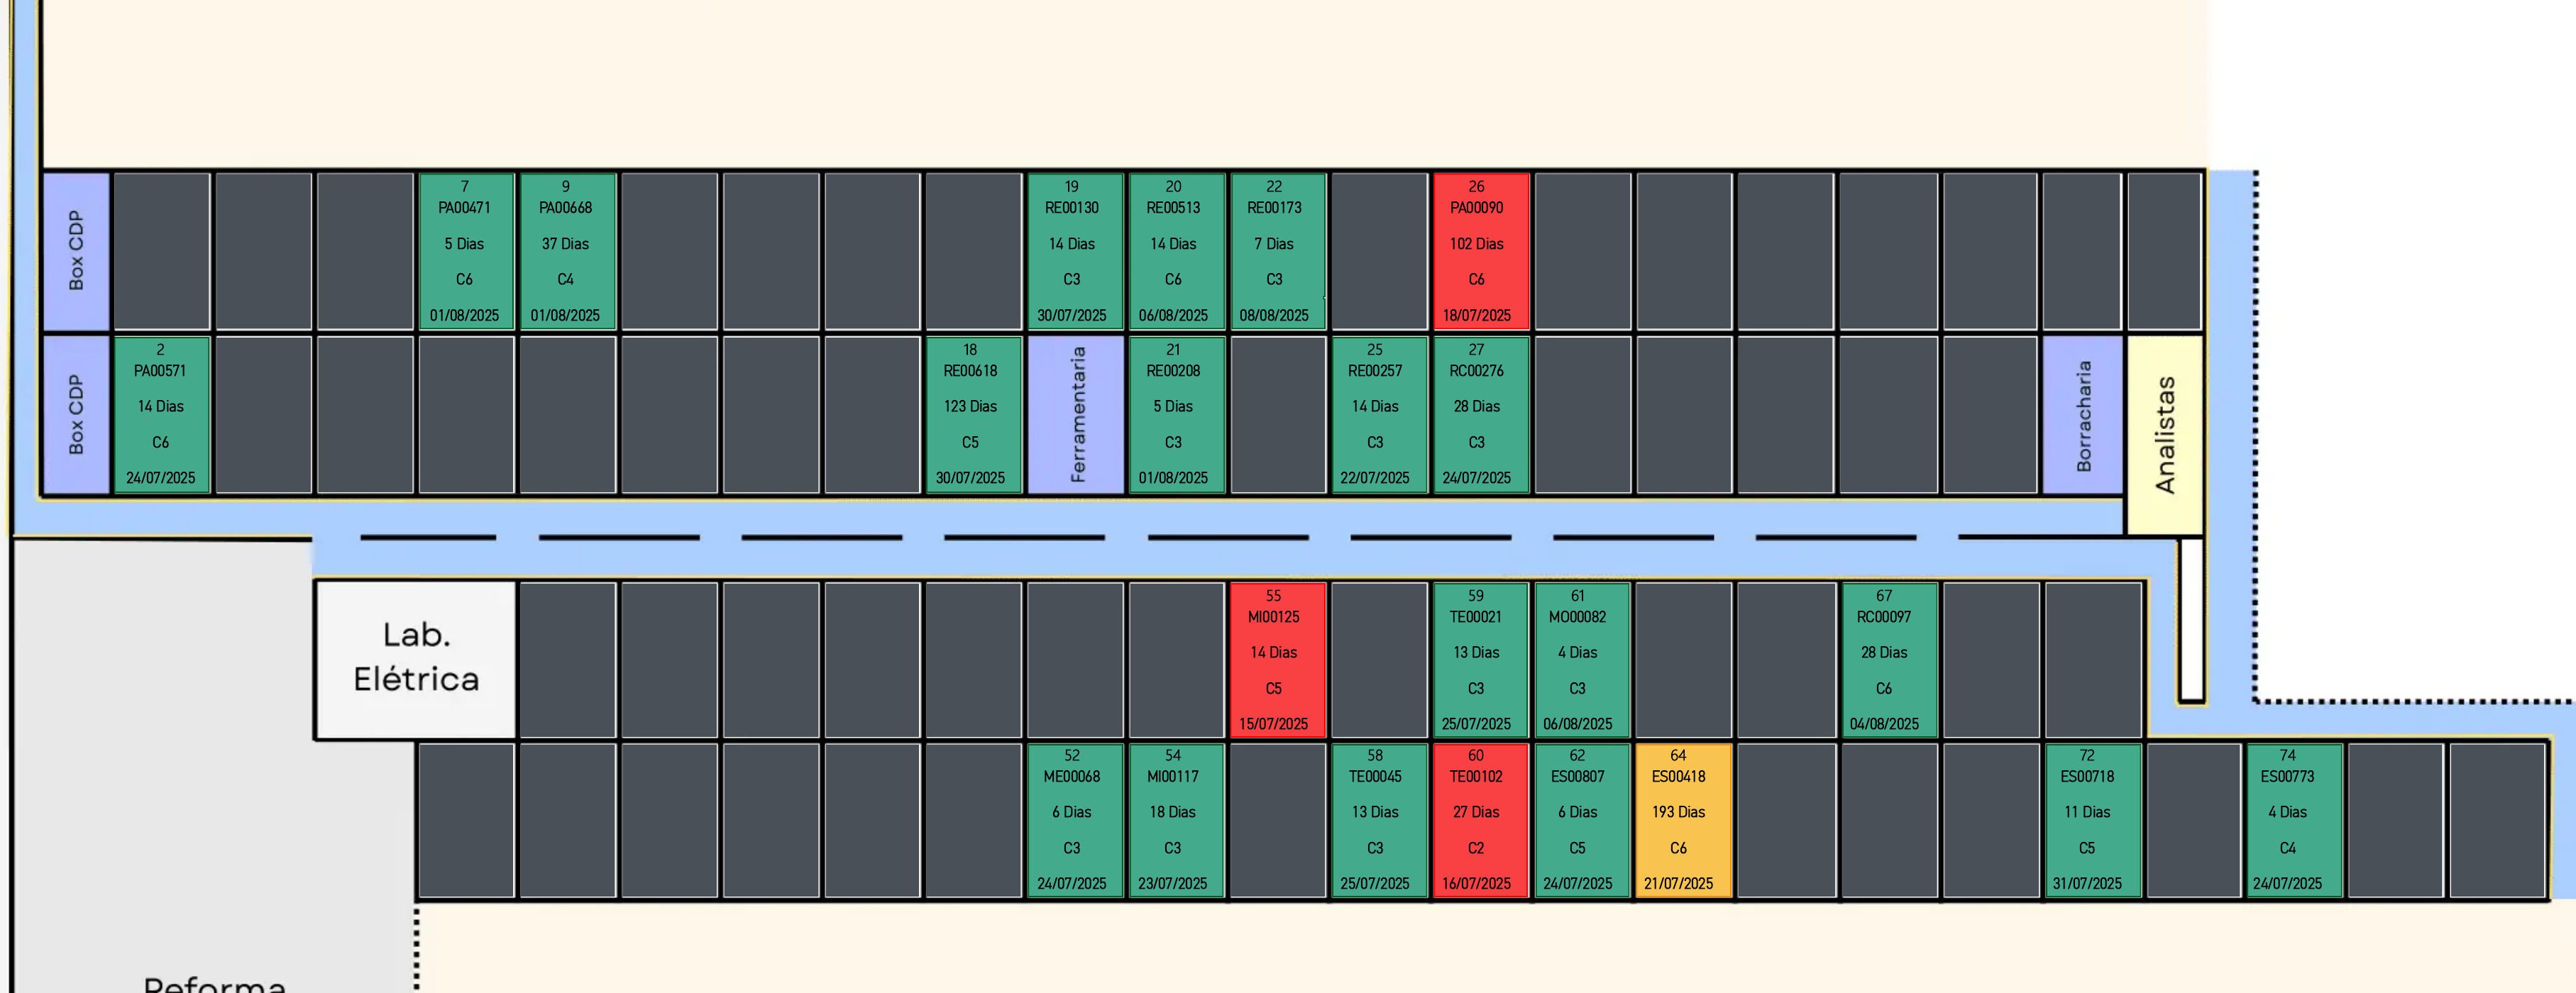 Box CDP
7
PA00471
5 Dias
C6
01/08/2025
9
PA00668
37 Dias
C4
01/08/2025
19
RE00130
14 Dias
C3
30/07/2025
20
RE00513
14 Dias
C6
06/08/2025
22
RE00173
7 Dias
C3
08/08/2025
26
PA00090
102 Dias
C6
18/07/2025
Box CDP
2
PA00571
14 Dias
C6
24/07/2025
18
RE00618
123 Dias
C5
30/07/2025
Ferramentaria
21
RE00208
5 Dias
C3
01/08/2025
25
RE00257
14 Dias
C3
22/07/2025
27
RC00276
28 Dias
C3
24/07/2025
Borracharia
Analistas
Lab.
Elétrica
55
MI00125
14 Dias
C5
15/07/2025
59
TE00021
13 Dias
C3
25/07/2025
61
MO00082
4 Dias
C3
06/08/2025
67
RC00097
28 Dias
C6
04/08/2025
52
ME00068
6 Dias
C3
24/07/2025
54
MI00117
18 Dias
C3
23/07/2025
58
TE00045
13 Dias
C3
25/07/2025
60
TE00102
27 Dias
C2
16/07/2025
62
ES00807
6 Dias
C5
24/07/2025
64
ES00418
193 Dias
C6
21/07/2025
72
ES00718
11 Dias
C5
31/07/2025
74
ES00773
4 Dias
C4
24/07/2025
Reforma